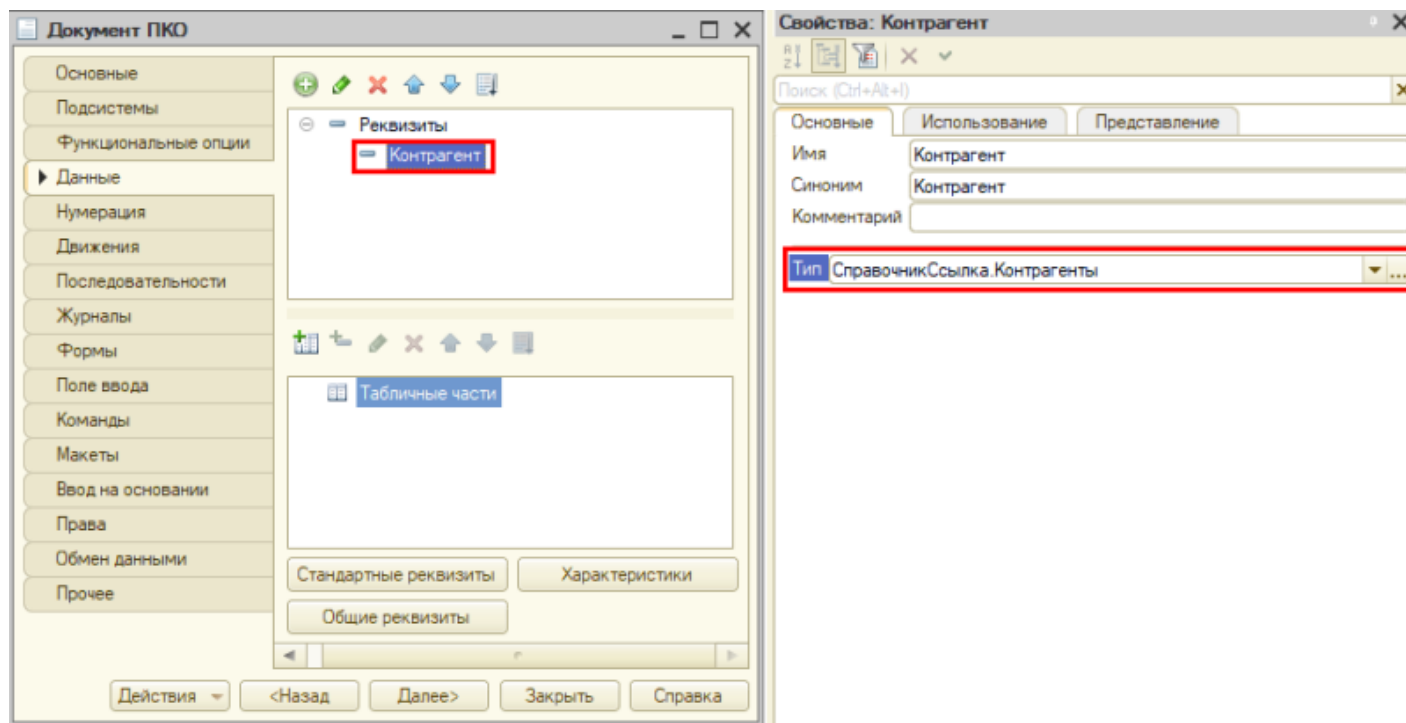 Документ ПКО
Основные
Подсистемы
Функциональные опции
Данные
Нумерация
Движения
Последовательности
Журналы
Формы
Поле ввода
Команды
Макеты
Ввод на основании
Права
Обмен данными
Прочее
Реквизиты
Контрагент
Табличные части
Стандартные реквизиты
Характеристики
Общие реквизиты
Действия
<Назад
Далее>
Закрыть
Справка
Свойства: Контрагент
Поиск (Ctrl+Alt+I)
Основные Использование Представление
Имя Контрагент
Синоним Контрагент
Комментарий
Тип СправочникСсылка.Контрагенты
...